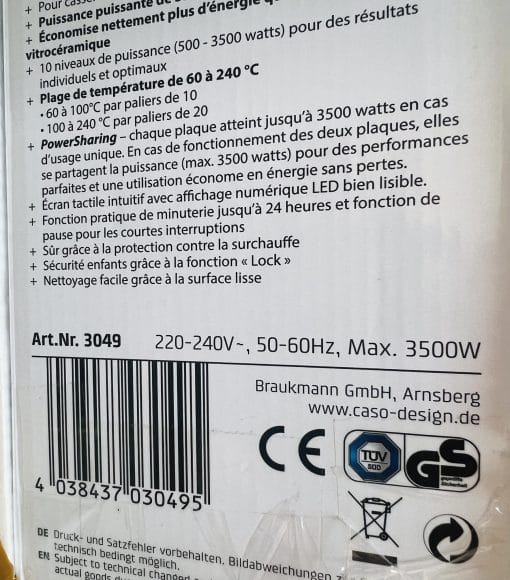 + Pour casser
+ Puissance puissante de
+ Économise nettement plus d'énergie
vitrocéramique
+ 10 niveaux de puissance (500 - 3500 watts) pour des résultats
individuels et optimaux
+ Plage de température de 60 à 240 °C
• 60 à 100°C par paliers de 10
• 100 à 240 °C par paliers de 20
+ PowerSharing – chaque plaque atteint jusqu'à 3500 watts en cas
d'usage unique. En cas de fonctionnement des deux plaques, elles
se partagent la puissance (max. 3500 watts) pour des performances
parfaites et une utilisation économe en énergie sans pertes.
+ Écran tactile intuitif avec affichage numérique LED bien lisible.
+ Fonction pratique de minuterie jusqu'à 24 heures et fonction de
pause pour les courtes interruptions
+ Sûr grâce à la protection contre la surchauffe
+ Sécurité enfants grâce à la fonction « Lock »
+ Nettoyage facile grâce à la surface lisse
Art.Nr. 3049 220-240V~, 50-60Hz, Max. 3500W
Braukmann GmbH, Arnsberg
www.caso-design.de
CE TÜV SÜD GS geprüfte Sicherheit
4 038437 030495
DE Druck- und Satzfehler vorbehalten. Bildabweichungen
technisch bedingt möglich.
EN Subject to technical changes
actual goods